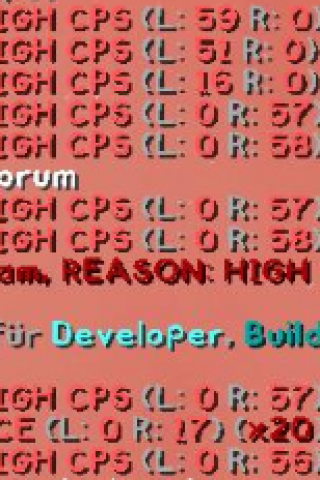 IGH CPS (L: 59 R: 0)
IGH CPS (L: 51 R: 0)
IGH CPS (L: 16 R: 0)
IGH CPS (L: 0 R: 57)
IGH CPS (L: 0 R: 58)
orum
IGH CPS (L: 0 R: 57)
IGH CPS (L: 0 R: 58)
am, REASON: HIGH
für Developer, Build
IGH CPS (L: 0 R: 57)
CE (L: 0 R: 17) (x20
IGH CPS (L: 0 R: 56)